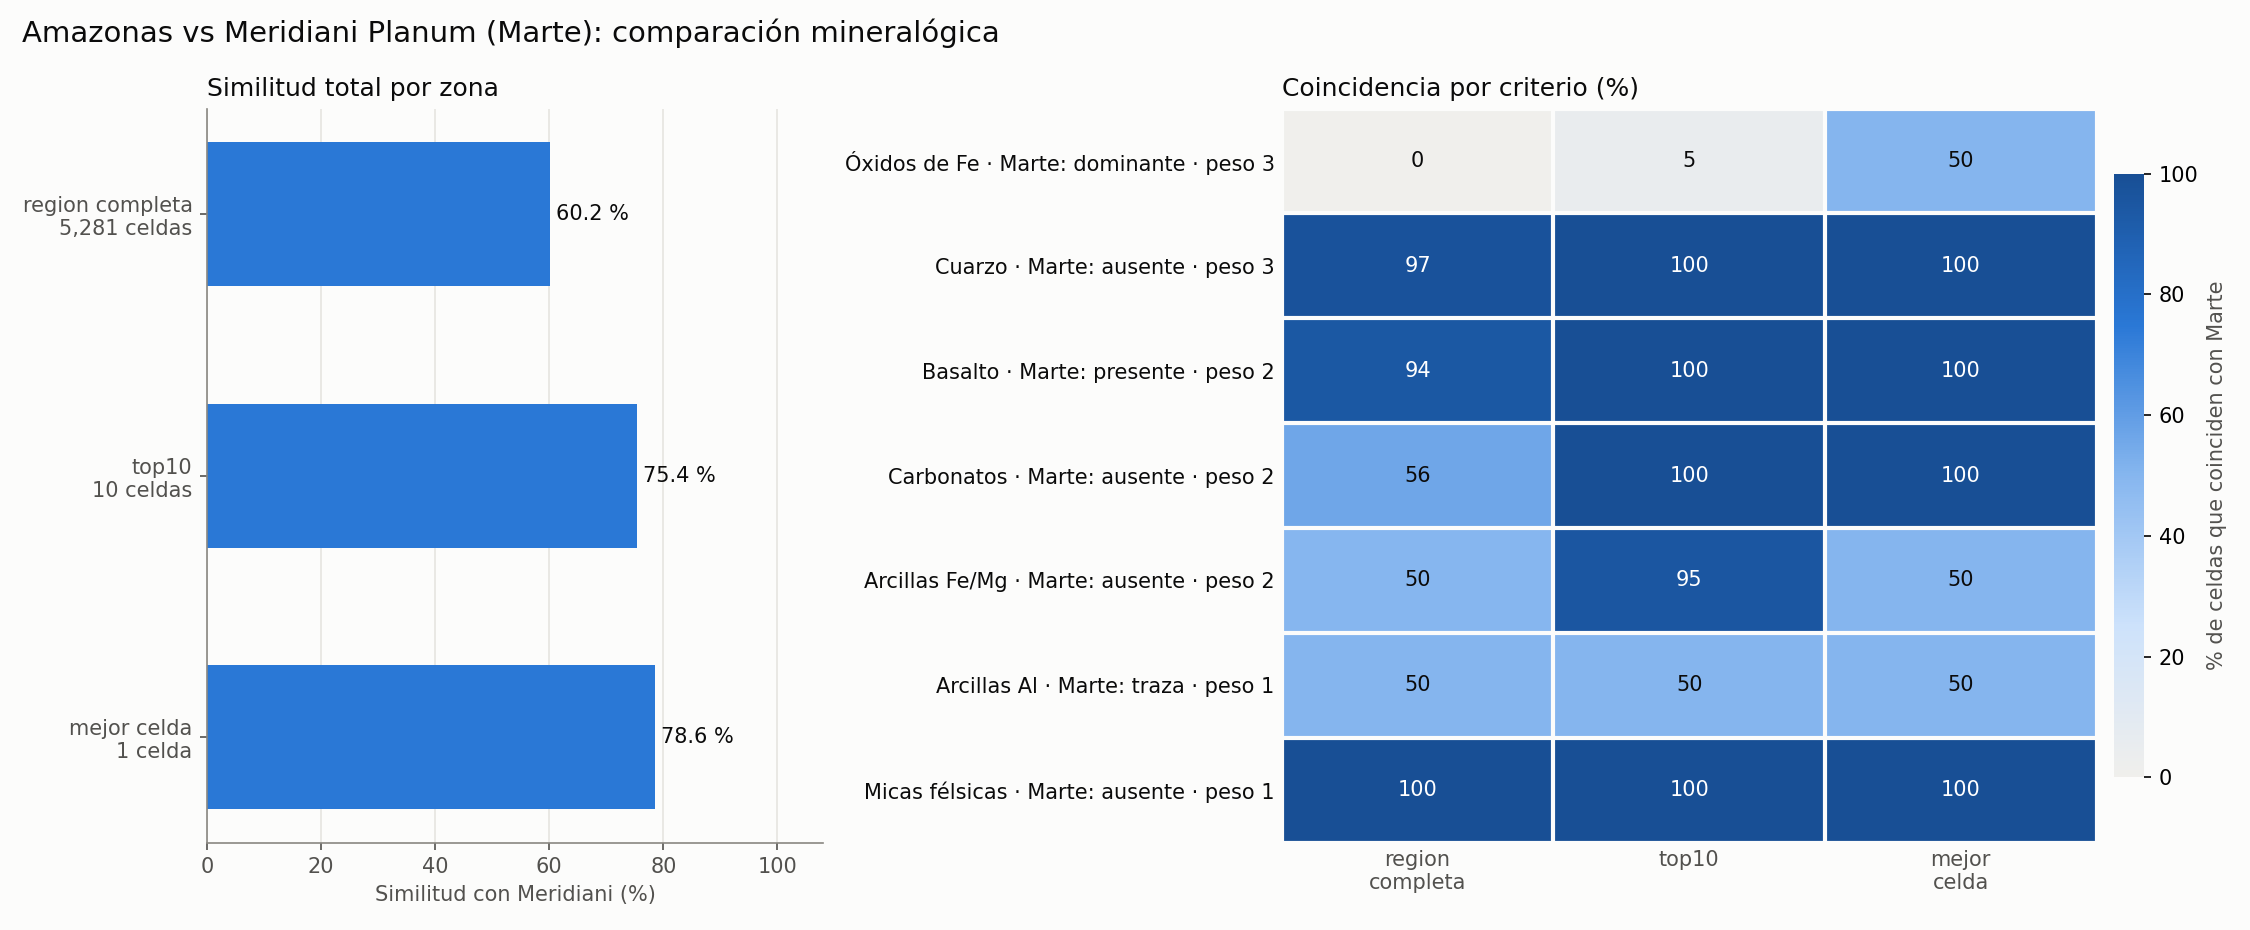 Amazonas vs Meridiani Planum (Marte): comparación mineralógica
Similitud total por zona
region completa
5,281 celdas
60.2 %
top10
10 celdas
75.4 %
mejor celda
1 celda
78.6 %
0 20 40 60 80 100
Similitud con Meridiani (%)
Coincidencia por criterio (%)
Óxidos de Fe · Marte: dominante · peso 3 0 5 50
Cuarzo · Marte: ausente · peso 3 97 100 100
Basalto · Marte: presente · peso 2 94 100 100
Carbonatos · Marte: ausente · peso 2 56 100 100
Arcillas Fe/Mg · Marte: ausente · peso 2 50 95 50
Arcillas Al · Marte: traza · peso 1 50 50 50
Micas félsicas · Marte: ausente · peso 1 100 100 100
region
completa
top10
mejor
celda
100
80
60
40
20
0
% de celdas que coinciden con Marte